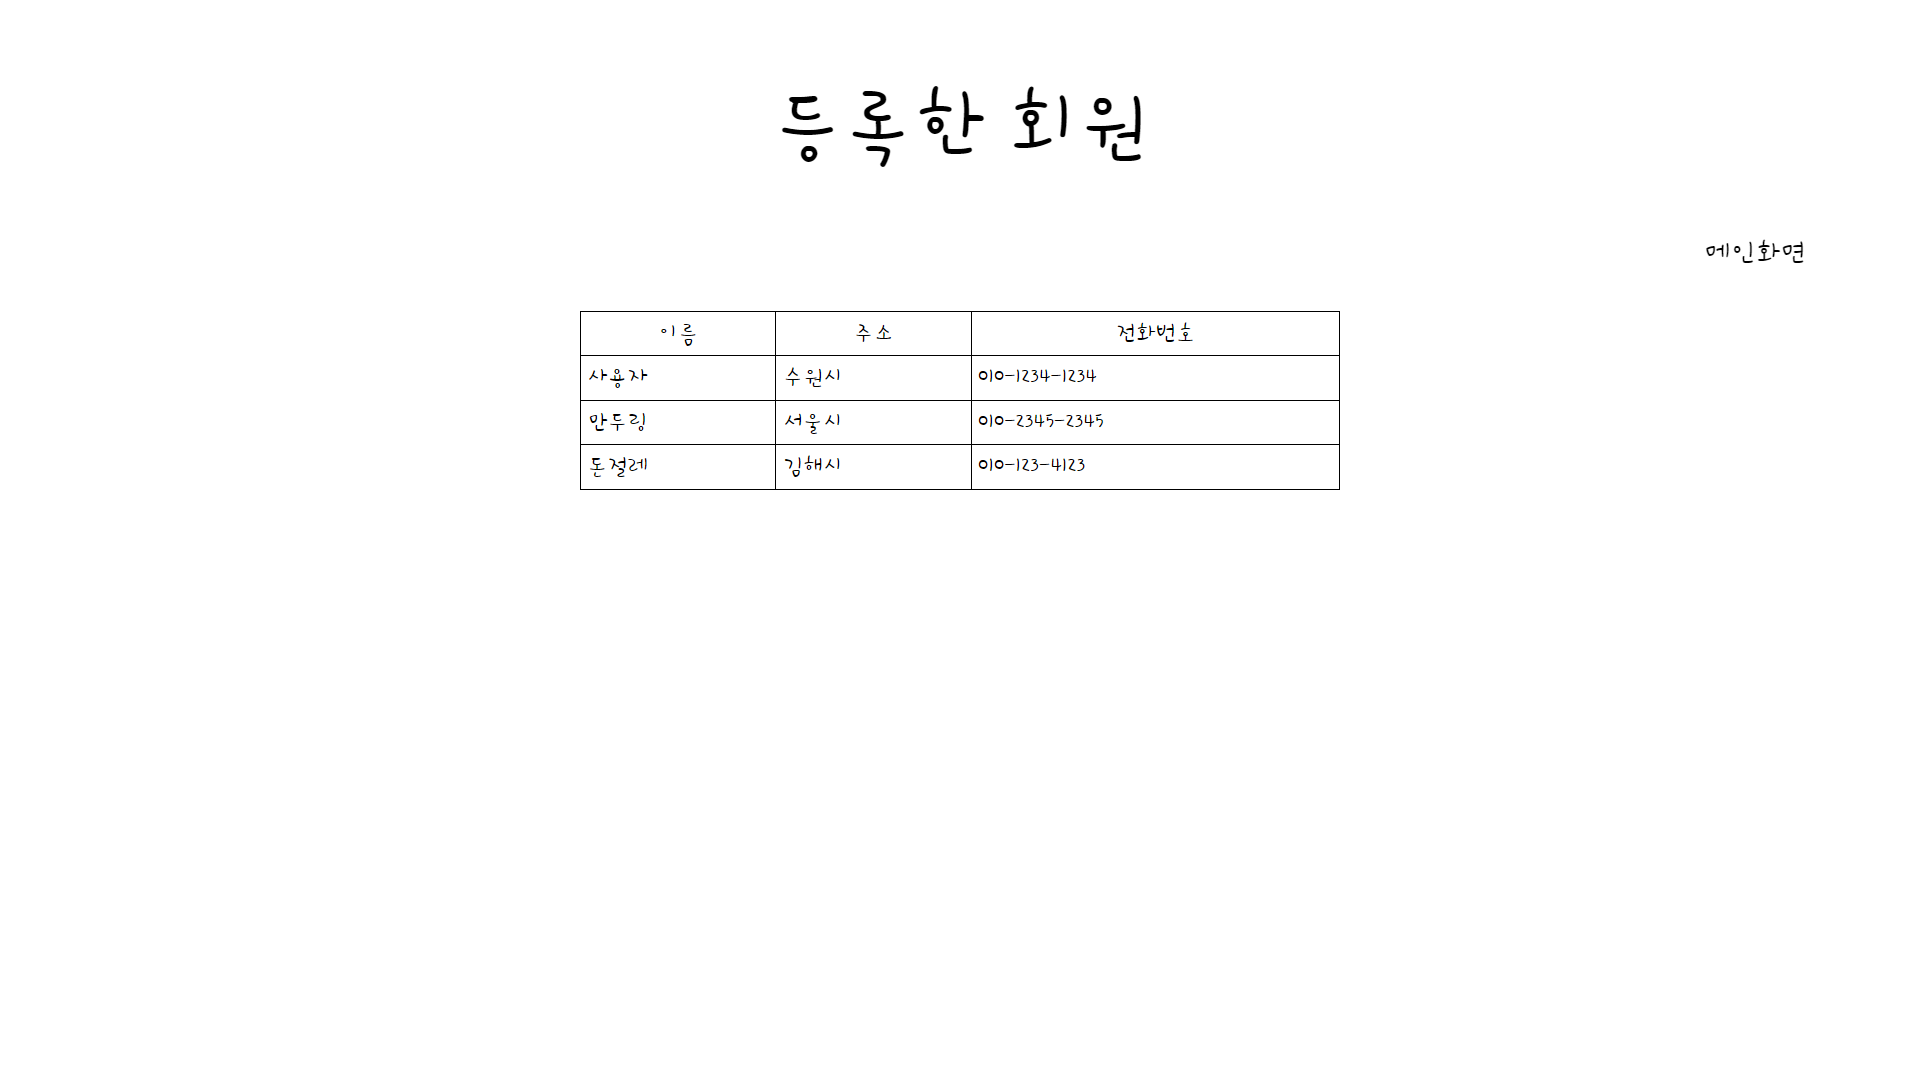 등록한 회원
메인화면
이름 주소 전화번호
사용자 수원시 010-1234-1234
만두링 서울시 010-2345-2345
돈절레 김해시 010-123-4123